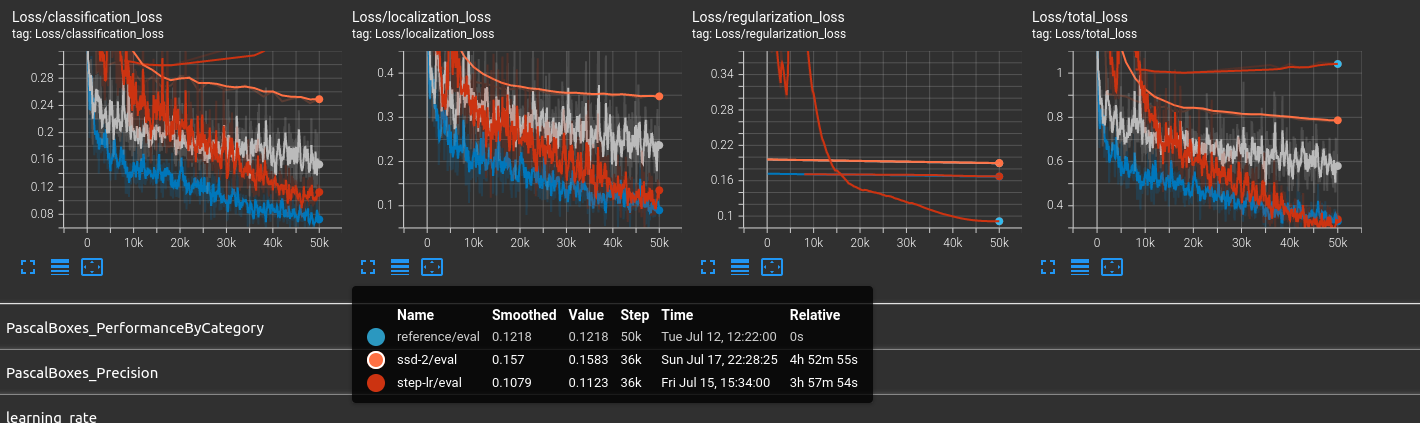 Loss/classification_loss
tag: Loss/classification_loss
0.28
0.24
0.2
0.16
0.12
0.08
0 10k 20k 30k 40k 50k
Loss/localization_loss
tag: Loss/localization_loss
0.4
0.3
0.2
0.1
0 10k 20k 30k 40k 50k
Loss/regularization_loss
tag: Loss/regularization_loss
0.34
0.28
0.22
0.16
0.1
0 10k 20k 30k 40k 50k
Loss/total_loss
tag: Loss/total_loss
1
0.8
0.6
0.4
0 10k 20k 30k 40k 50k
Name Smoothed Value Step Time Relative
reference/eval 0.1218 0.1218 50k Tue Jul 12, 12:22:00 0s
ssd-2/eval 0.157 0.1583 36k Sun Jul 17, 22:28:25 4h 52m 55s
step-lr/eval 0.1079 0.1123 36k Fri Jul 15, 15:34:00 3h 57m 54s
PascalBoxes_PerformanceByCategory
PascalBoxes_Precision
learning_rate